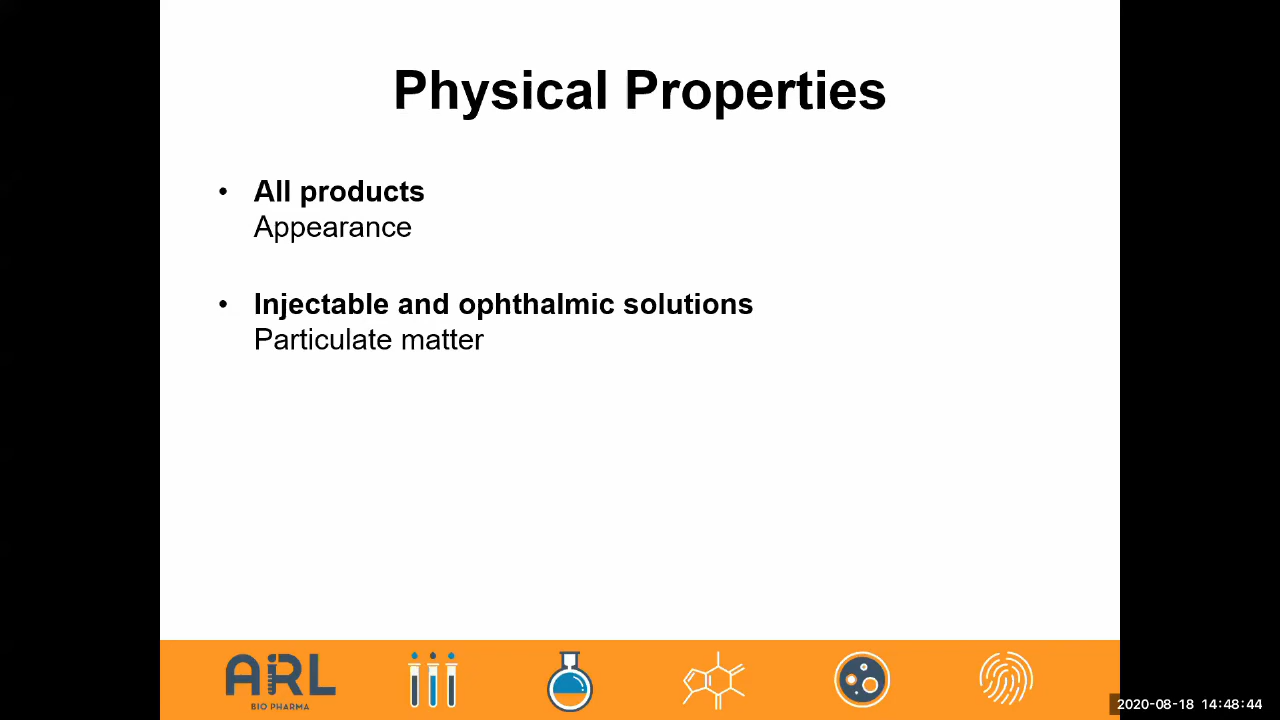 Physical Properties
• All products
Appearance
• Injectable and ophthalmic solutions
Particulate matter
ARL
BIO PHARMA
2020-08-18 14:48:44